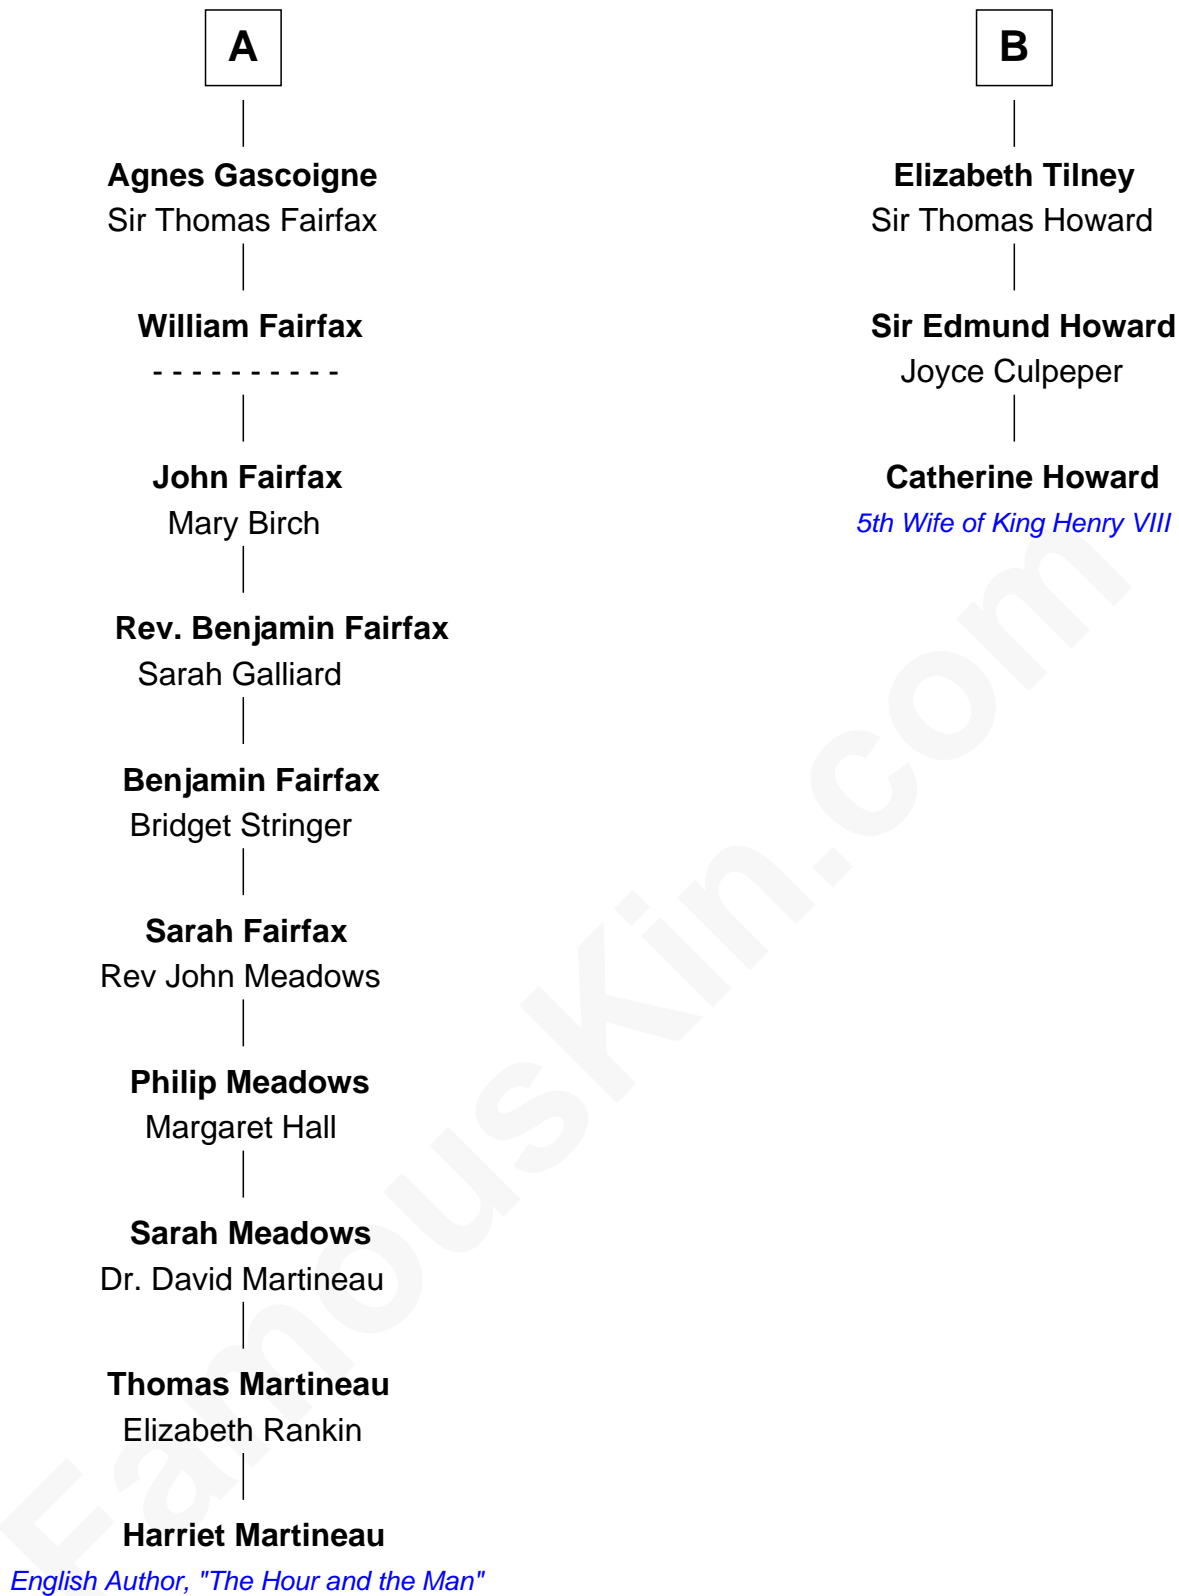 A
Agnes Gascoigne
Sir Thomas Fairfax
William Fairfax
- - - - - - - - - -
John Fairfax
Mary Birch
Rev. Benjamin Fairfax
Sarah Galliard
Benjamin Fairfax
Bridget Stringer
Sarah Fairfax
Rev John Meadows
Philip Meadows
Margaret Hall
Sarah Meadows
Dr. David Martineau
Thomas Martineau
Elizabeth Rankin
Harriet Martineau
English Author, "The Hour and the Man"
B
Elizabeth Tilney
Sir Thomas Howard
Sir Edmund Howard
Joyce Culpeper
Catherine Howard
5th Wife of King Henry VIII
FamousKin.com